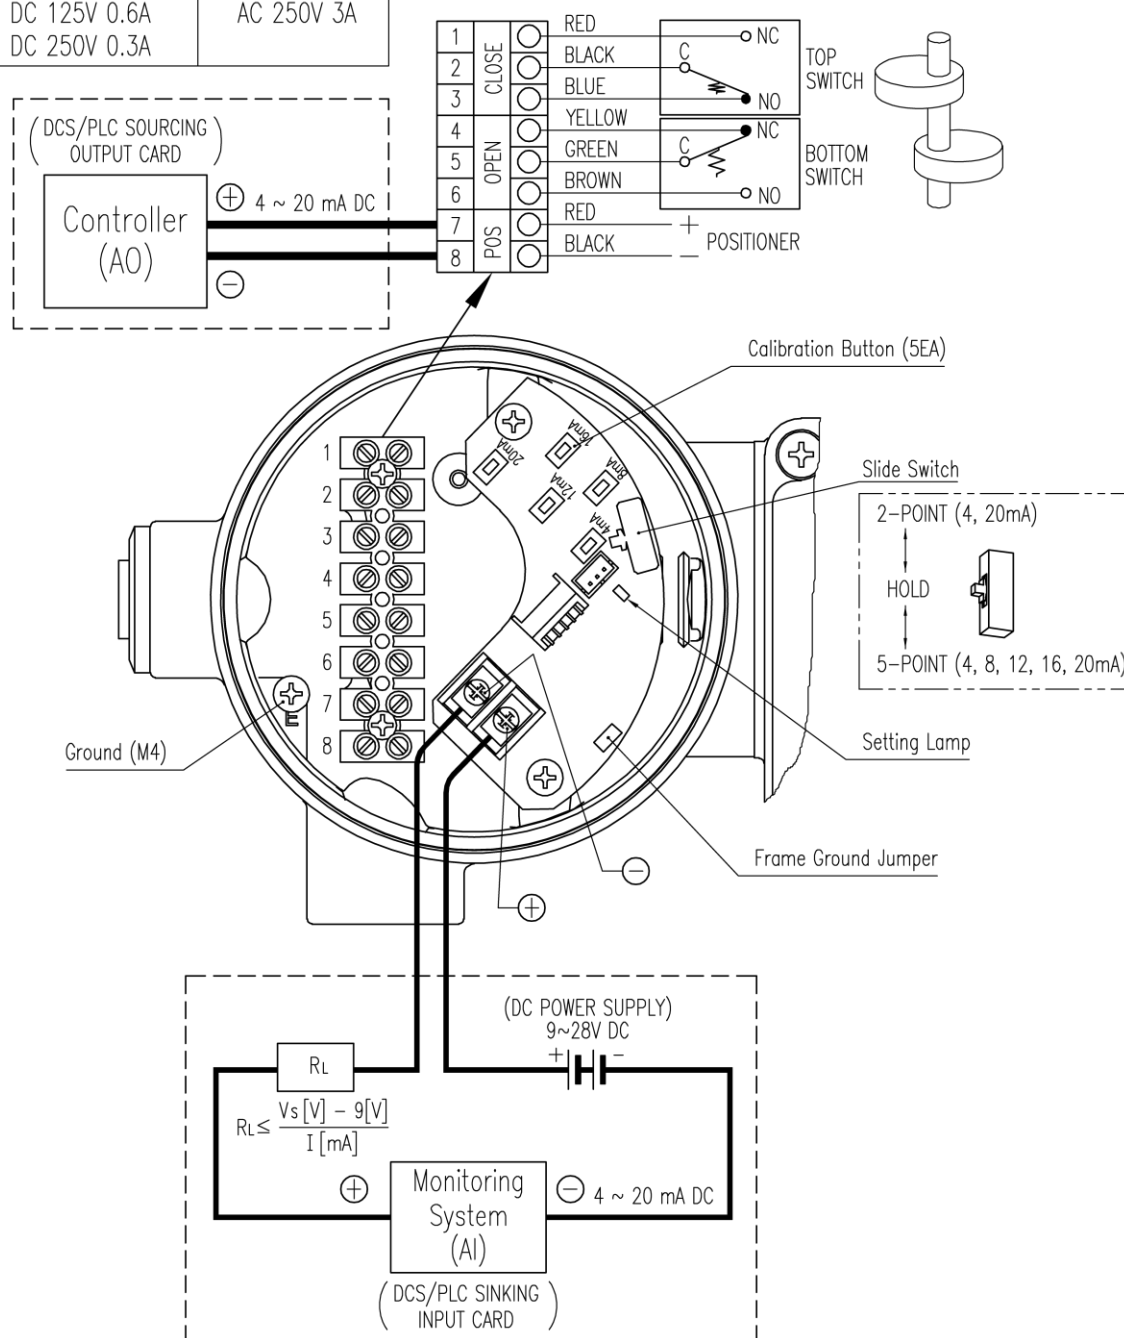 DC 125V 0.6A
DC 250V 0.3A
AC 250V 3A
(DCS/PLC SOURCING
OUTPUT CARD)
Controller
(AO)
⊕ 4 ~ 20 mA DC
⊖
1
2
3
4
5
6
7
8
CLOSE
OPEN
POS
RED
BLACK
BLUE
YELLOW
GREEN
BROWN
RED
BLACK
NC
C
NO
TOP
SWITCH
NC
C
NO
BOTTOM
SWITCH
+
− POSITIONER
Calibration Button (5EA)
20mA
16mA
12mA
8mA
4mA
Slide Switch
2-POINT (4, 20mA)
HOLD
5-POINT (4, 8, 12, 16, 20mA)
1
2
3
4
5
6
7
8
E
Ground (M4)
Setting Lamp
Frame Ground Jumper
⊖
⊕
(DC POWER SUPPLY)
9~28V DC
+ −
RL
RL≤ Vs[V] − 9[V]
I[mA]
⊕
Monitoring
System
(AI)
⊖ 4 ~ 20 mA DC
(DCS/PLC SINKING
INPUT CARD)